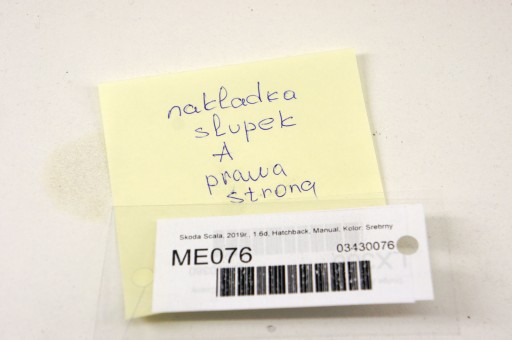 nakładka
słupek
A
prawa
strona
Skoda Scala, 2019r., 1.6d, Hatchback, Manual, Kolor: Srebrny
ME076
03430076